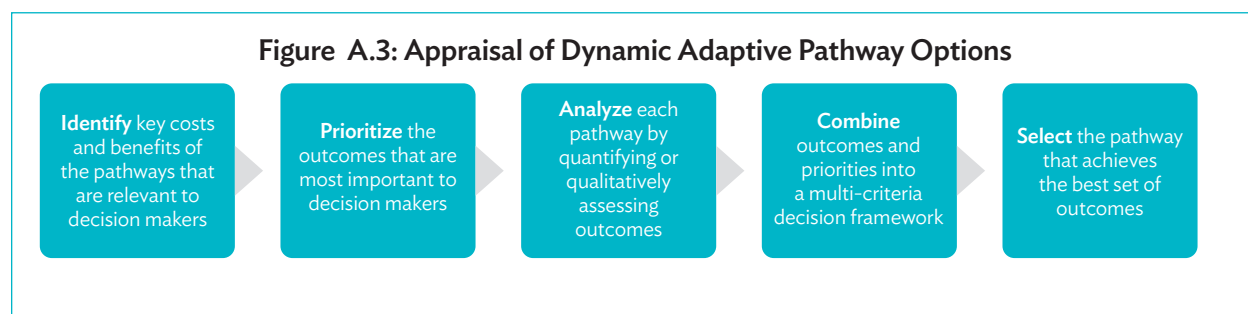 Figure A.3: Appraisal of Dynamic Adaptive Pathway Options
Identify key costs
and benefits of
the pathways that
are relevant to
decision makers
Prioritize the
outcomes that are
most important to
decision makers
Analyze each
pathway by
quantifying or
qualitatively
assessing
outcomes
Combine
outcomes and
priorities into
a multi-criteria
decision framework
Select the pathway
that achieves
the best set of
outcomes